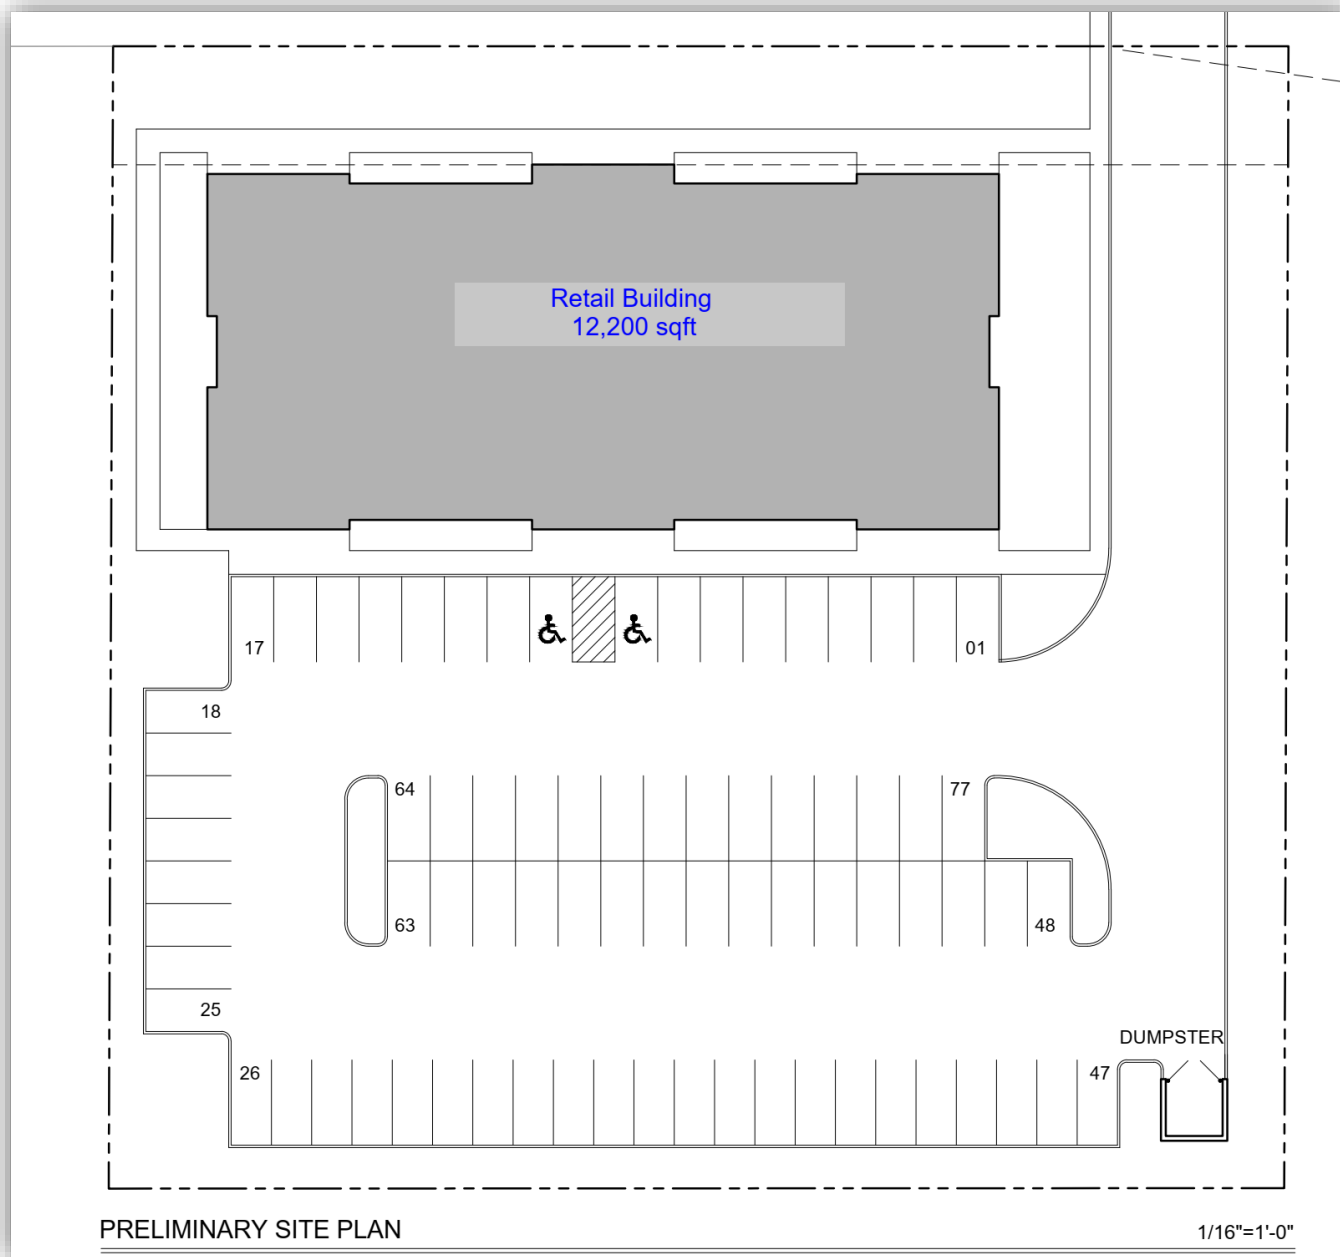 Retail Building
12,200 sqft
17
01
18
64
77
63
48
25
DUMPSTER
26
47
PRELIMINARY SITE PLAN
1/16"=1'-0"